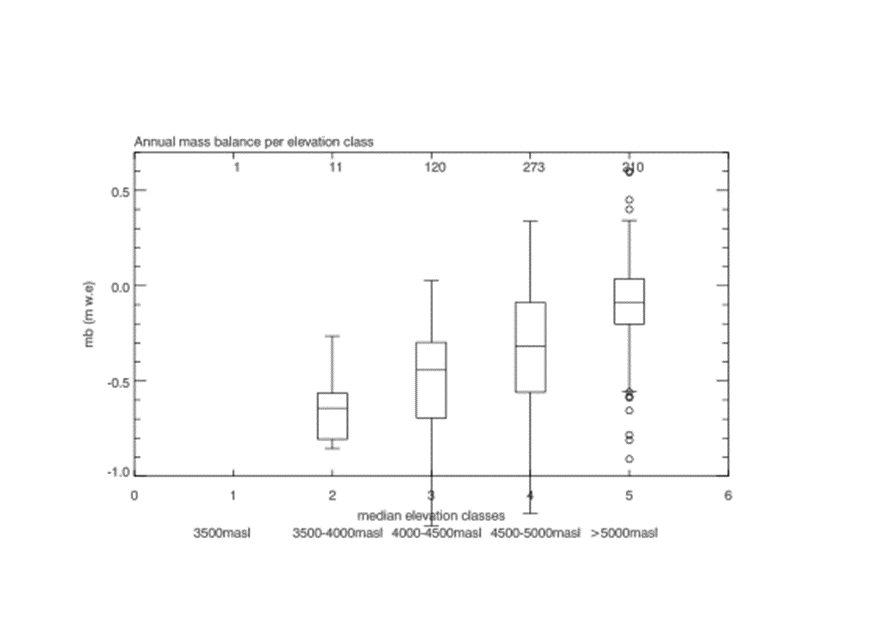 Annual mass balance per elevation class
1 11 120 273 210
0.5
0.0
mb (m w.e)
-0.5
-1.0
0 1 2 3 4 5 6
median elevation classes
3500masl 3500-4000masl 4000-4500masl 4500-5000masl >5000masl